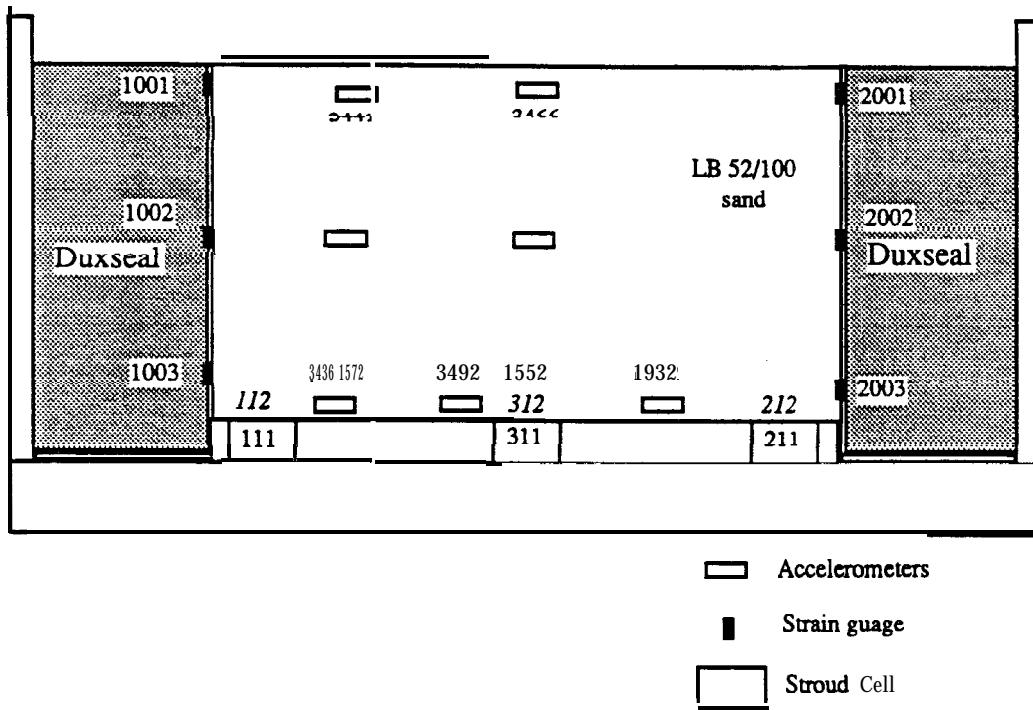 1001
2001
LB 52/100
sand
1002
2002
Duxseal
Duxseal
1003
3436 1572
3492
1552
1932
2003
112
312
212
111
311
211
Accelerometers
Strain guage
Stroud Cell